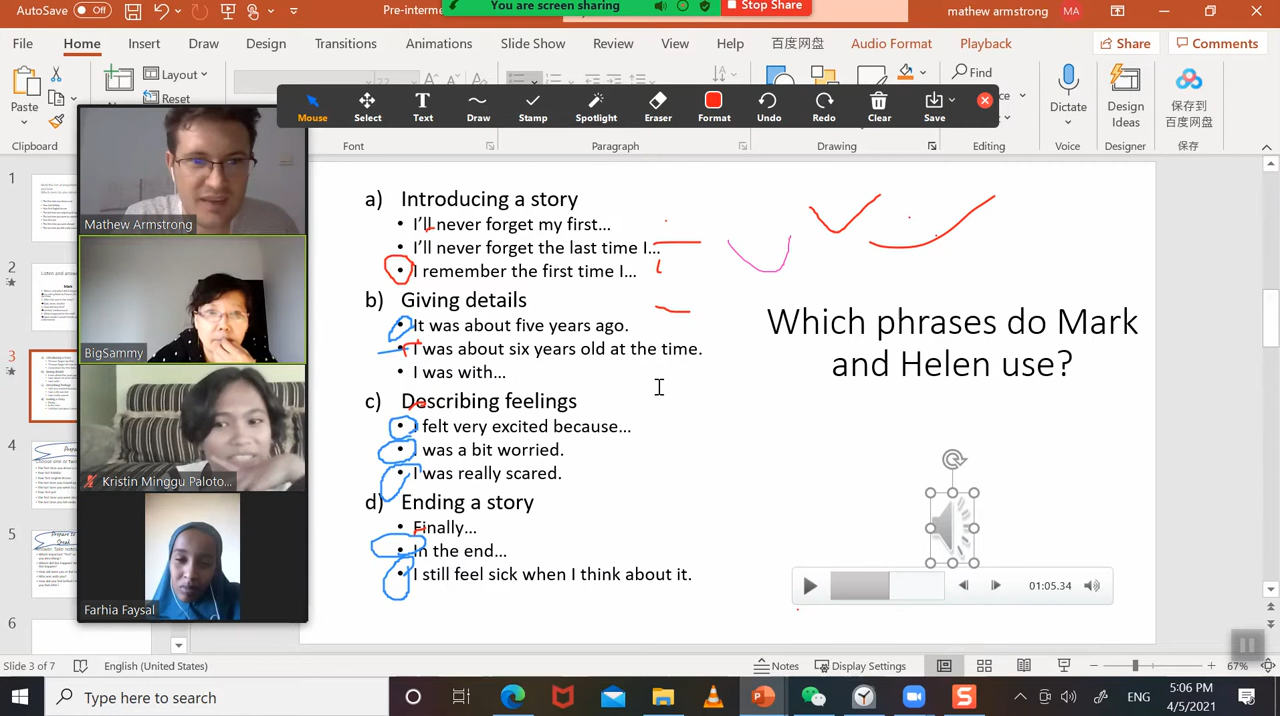 AutoSave Off
Pre-interm
You are screen sharing
Stop Share
mathew armstrong
MA
File Home Insert Draw Design Transitions Animations Slide Show Review View Help 百度网盘 Audio Format Playback
Share Comments
Paste
Layout
Reset
22
Find
Dictate
Design Ideas
保存到
百度网盘
Mouse Select Text Draw Stamp Spotlight Eraser Format Undo Redo Clear Save
Clipboard Font Paragraph Drawing Editing Voice Designer 保存
Mathew Armstrong
BigSammy
Kristin Minggu Paloto...
Farhia Faysal
1
2
3
4
5
6
a) Introducing a story
• I'll never forget my first...
• I'll never forget the last time I...
• I remember the first time I...
b) Giving details
• It was about five years ago.
• I was about six years old at the time.
• I was with...
c) Describing feelings
• I felt very excited because...
• I was a bit worried.
• I was really scared.
d) Ending a story
• Finally...
• In the end...
• I still feel sick when I think about it.
Which phrases do Mark
and Helen use?
01:05.34
Slide 3 of 7
English (United States)
Notes
Display Settings
67%
Type here to search
ENG
5:06 PM
4/5/2021